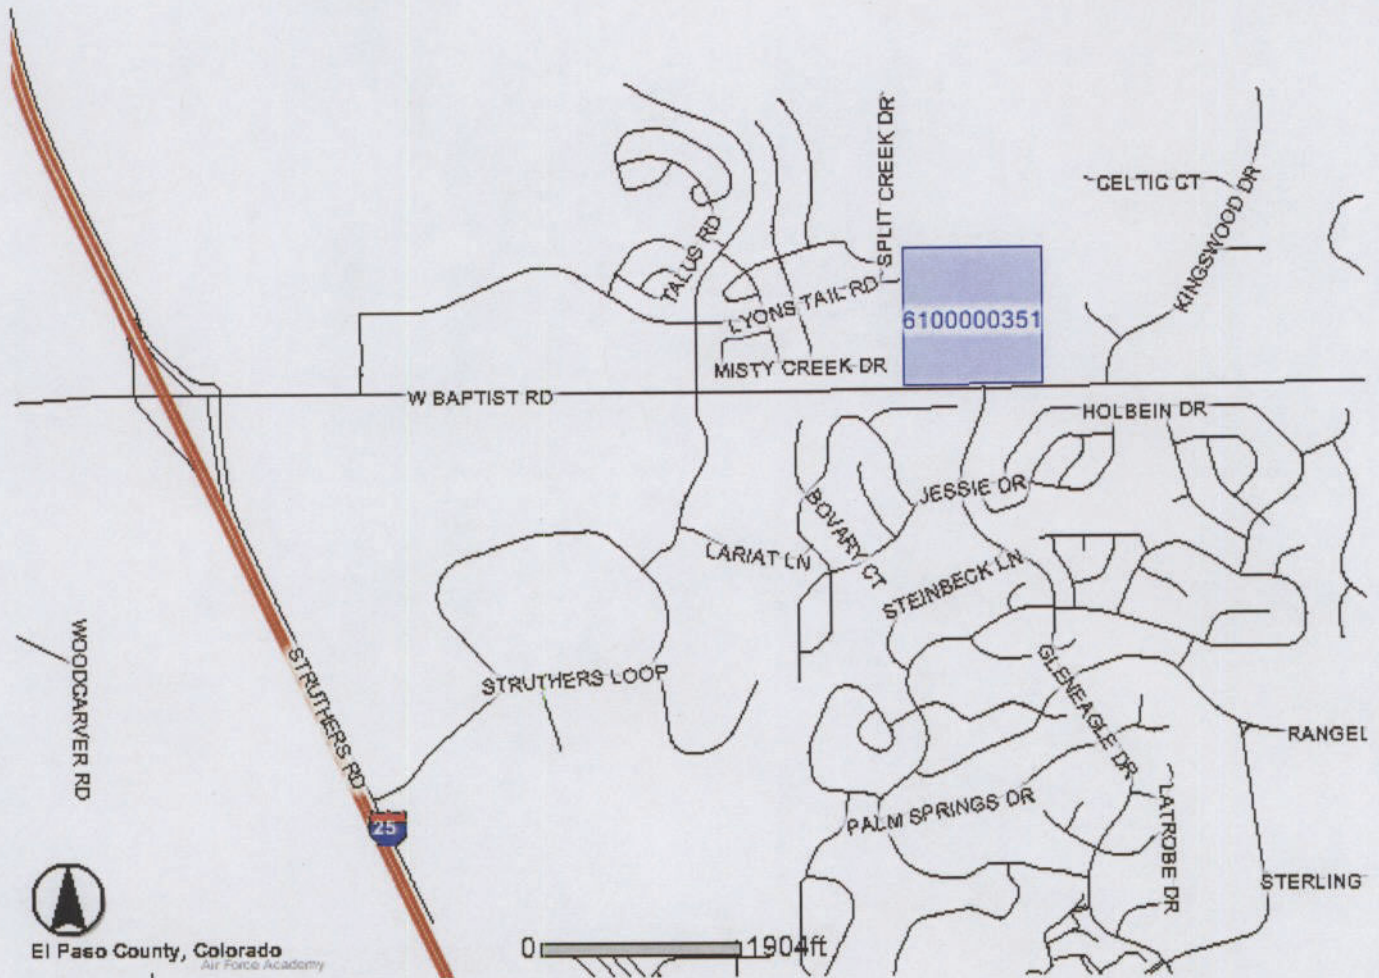 SPLIT CREEK DR
CELTIC CT
KINGSWOOD DR
TALUS RD
LYONS TAIL RD
6100000351
MISTY CREEK DR
W BAPTIST RD
HOLBEIN DR
JESSIE DR
BOVARY CT
LARIAT LN
STEINBECK LN
WOODCARVER RD
STRUTHERS RD
STRUTHERS LOOP
GLENEAGLE DR
RANGEL
PALM SPRINGS DR
LATROBE DR
25
STERLING
El Paso County, Colorado
Air Force Academy
0 1904ft